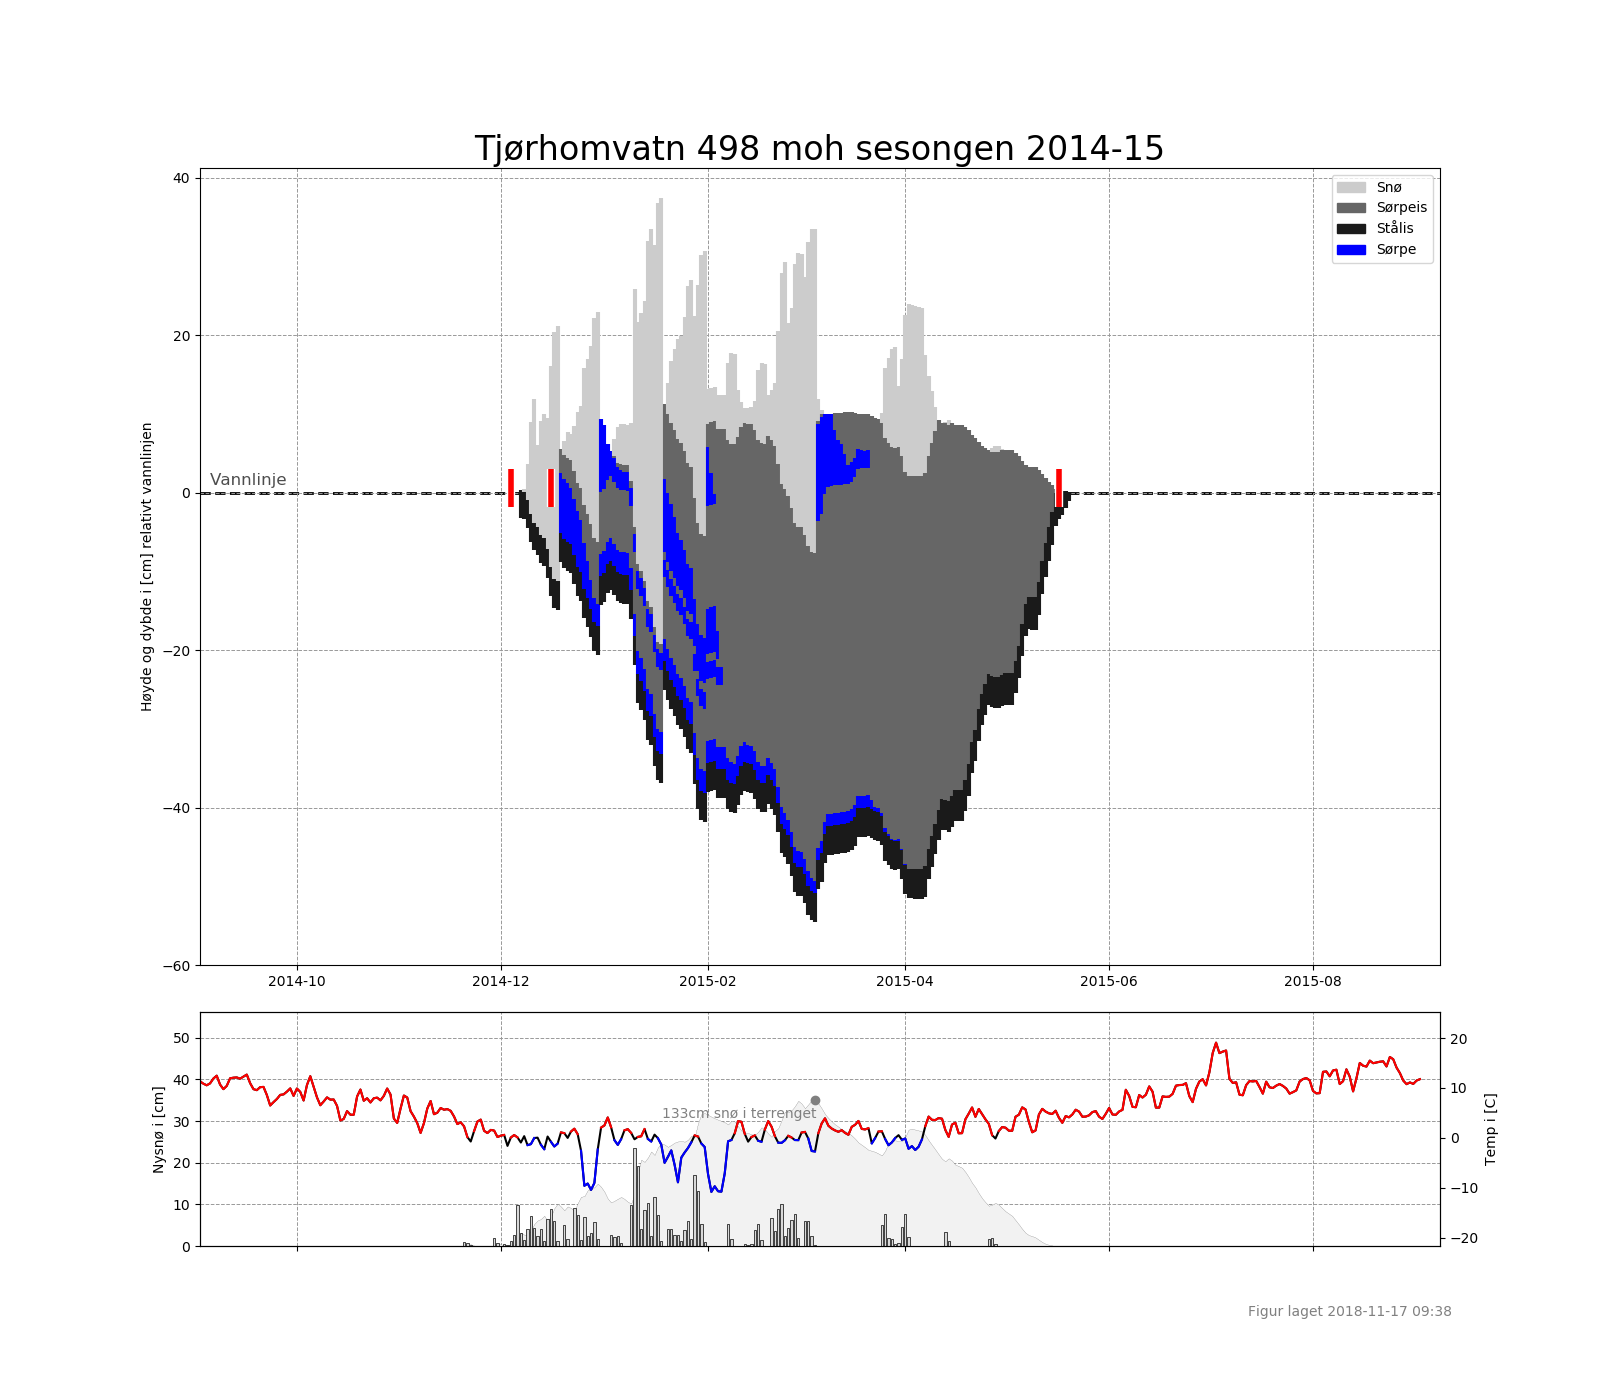 Tjørhomvatn 498 moh sesongen 2014-15
Høyde og dybde i [cm] relativt vannlinjen
40
20
0
−20
−40
−60
Vannlinje
Snø
Sørpeis
Stålis
Sørpe
2014-10
2014-12
2015-02
2015-04
2015-06
2015-08
Nysnø i [cm]
50
40
30
20
10
0
133cm snø i terrenget
20
10
0
−10
−20
Temp i [C]
Figur laget 2018-11-17 09:38